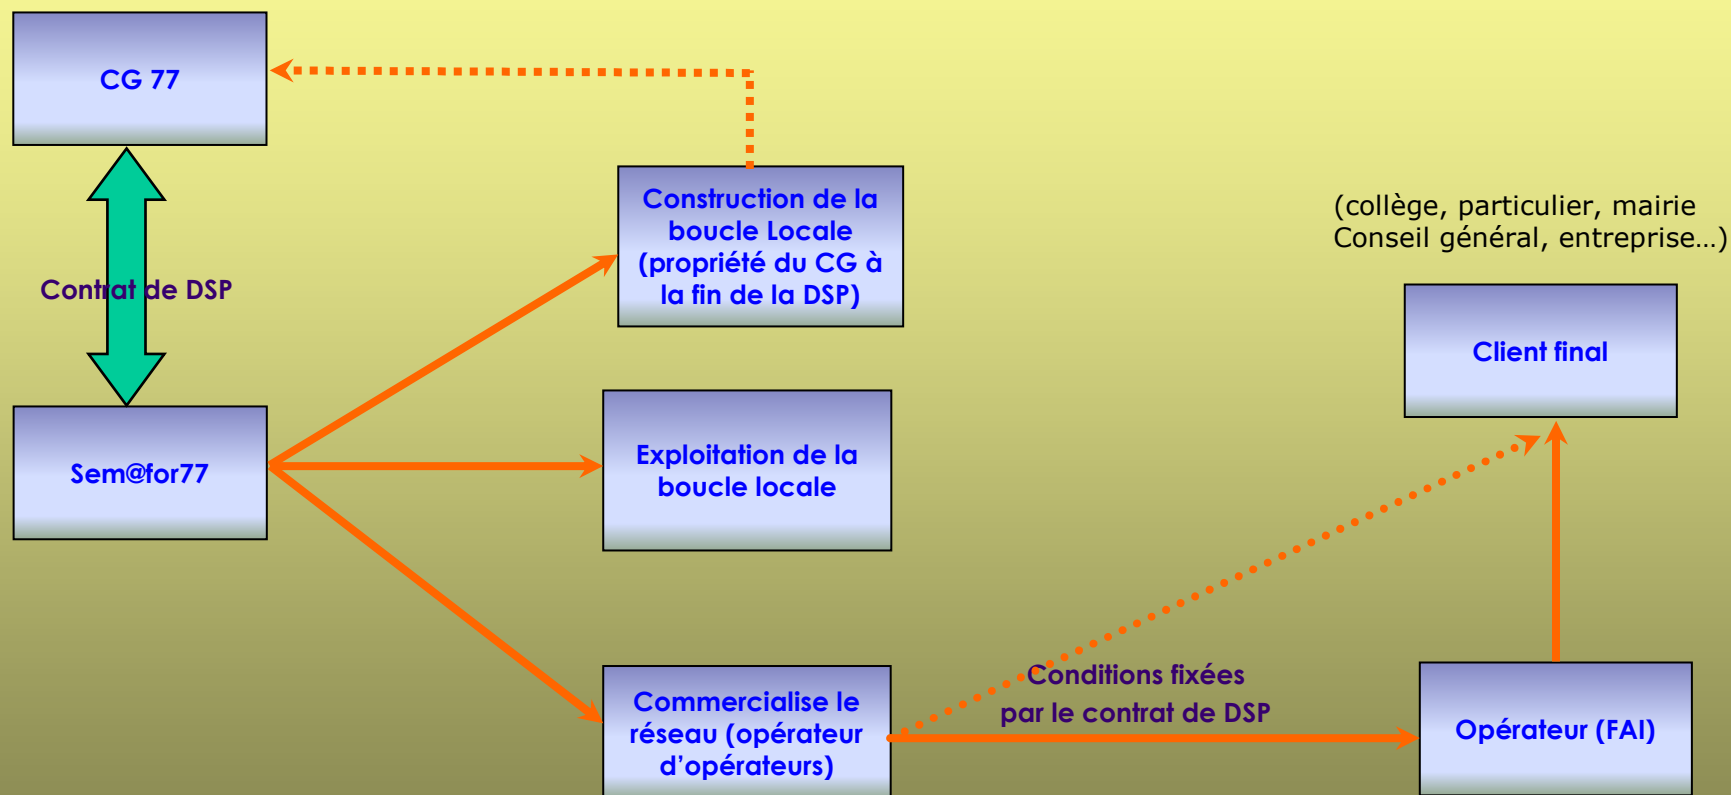 CG 77
Contrat de DSP
Sem@for77
Construction de la
boucle Locale
(propriété du CG à
la fin de la DSP)
Exploitation de la
boucle locale
Commercialise le
réseau (opérateur
d’opérateurs)
Conditions fixées
par le contrat de DSP
(collège, particulier, mairie
Conseil général, entreprise…)
Client final
Opérateur (FAI)